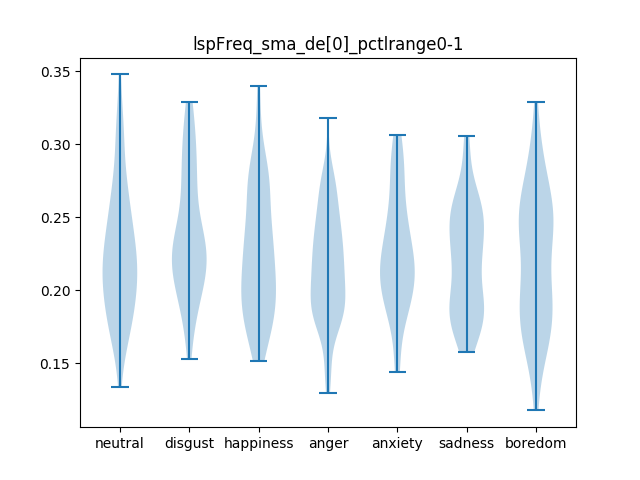 lspFreq_sma_de[0]_pctlrange0-1
0.35
0.30
0.25
0.20
0.15
neutral disgust happiness anger anxiety sadness boredom